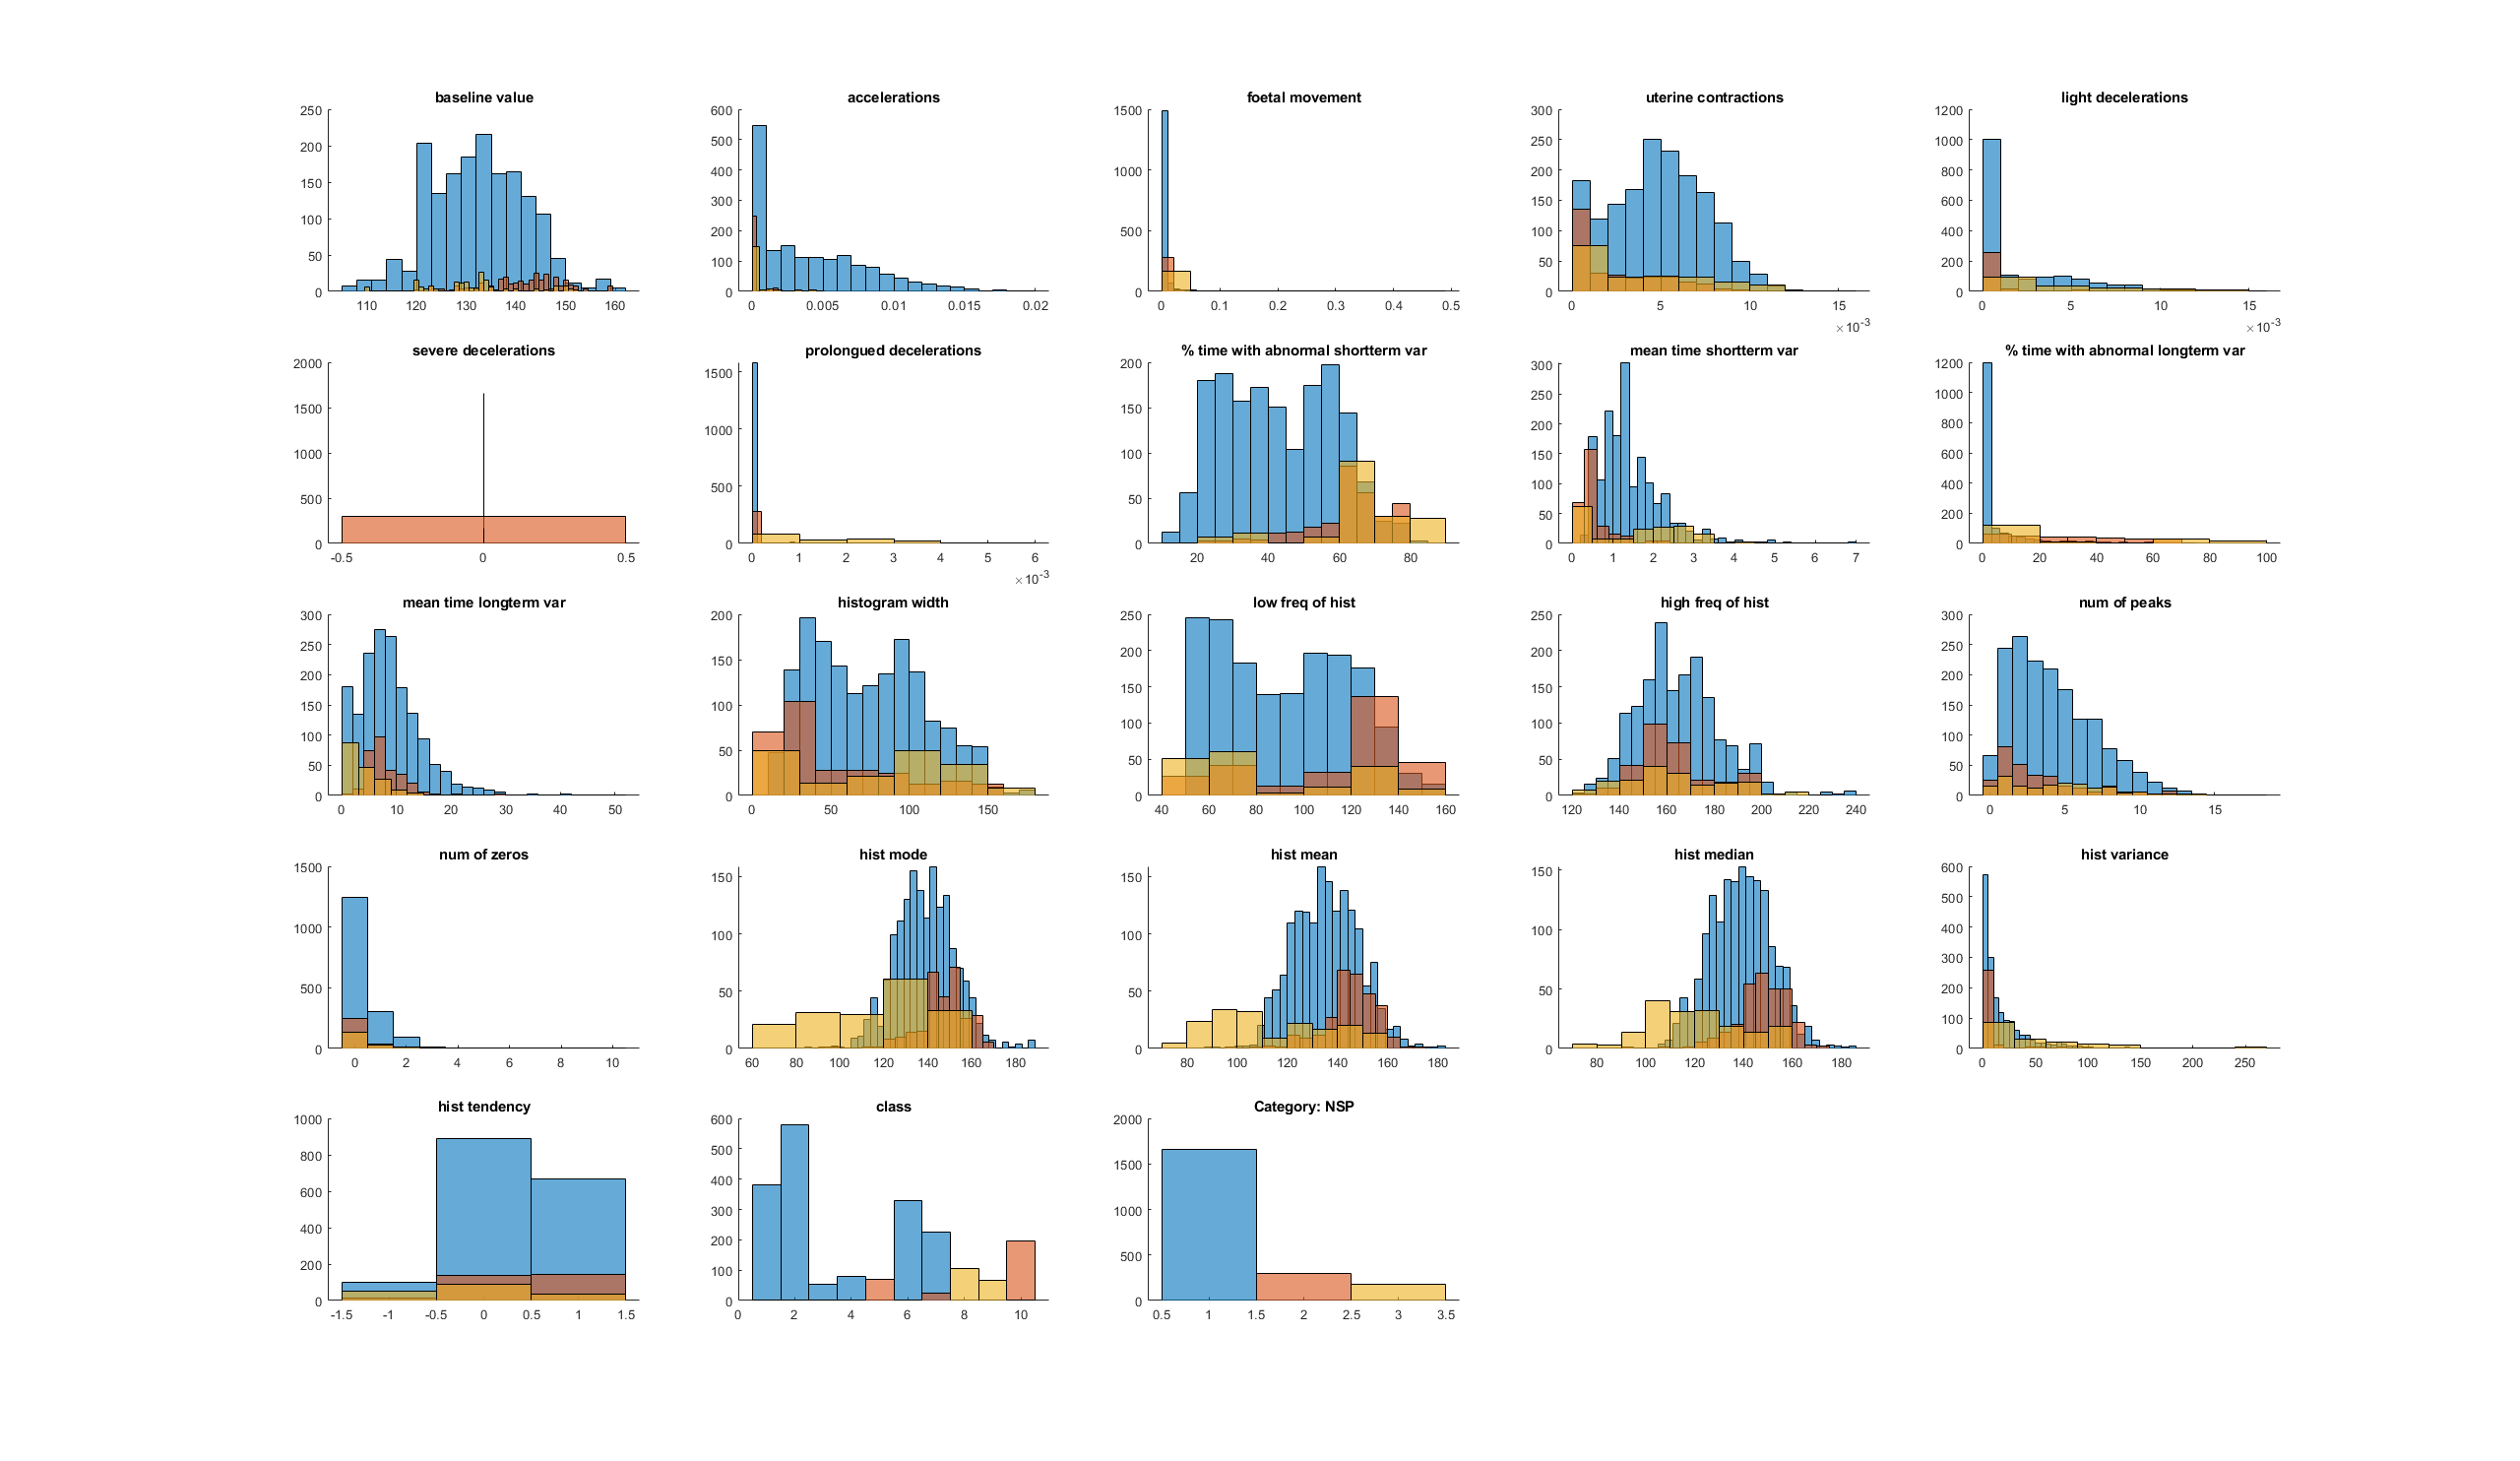 baseline value
250
200
150
100
50
0
110 120 130 140 150 160
accelerations
600
500
400
300
200
100
0
0 0.005 0.01 0.015 0.02
foetal movement
1500
1000
500
0
0 0.1 0.2 0.3 0.4 0.5
uterine contractions
300
250
200
150
100
50
0
0 5 10 15
×10-3
light decelerations
1200
1000
800
600
400
200
0
0 5 10 15
×10-3
severe decelerations
2000
1500
1000
500
0
-0.5 0 0.5
prolongued decelerations
1500
1000
500
0
0 1 2 3 4 5 6
×10-3
% time with abnormal shortterm var
200
150
100
50
0
20 40 60 80
mean time shortterm var
300
250
200
150
100
50
0
0 1 2 3 4 5 6 7
% time with abnormal longterm var
1200
1000
800
600
400
200
0
0 20 40 60 80 100
mean time longterm var
300
250
200
150
100
50
0
0 10 20 30 40 50
histogram width
200
150
100
50
0
0 50 100 150
low freq of hist
250
200
150
100
50
0
40 60 80 100 120 140 160
high freq of hist
250
200
150
100
50
0
120 140 160 180 200 220 240
num of peaks
300
250
200
150
100
50
0
0 5 10 15
num of zeros
1500
1000
500
0
0 2 4 6 8 10
hist mode
150
100
50
0
60 80 100 120 140 160 180
hist mean
150
100
50
0
80 100 120 140 160 180
hist median
150
100
50
0
80 100 120 140 160 180
hist variance
600
500
400
300
200
100
0
0 50 100 150 200 250
hist tendency
1000
800
600
400
200
0
-1.5 -1 -0.5 0 0.5 1 1.5
class
600
500
400
300
200
100
0
0 2 4 6 8 10
Category: NSP
2000
1500
1000
500
0
0.5 1 1.5 2 2.5 3 3.5